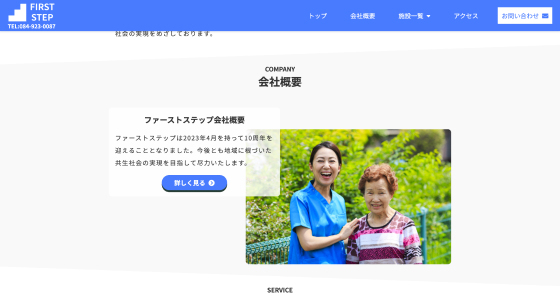 FIRST
STEP
TEL:084-923-0087
トップ
会社概要
施設一覧
アクセス
お問い合わせ
社会の実現をめざしております。
COMPANY
会社概要
ファーストステップ会社概要
ファーストステップは2023年4月を持って10周年を
迎えることとなりました。今後とも地域に根づいた
共生社会の実現を目指して尽力いたします。
詳しく見る
SERVICE